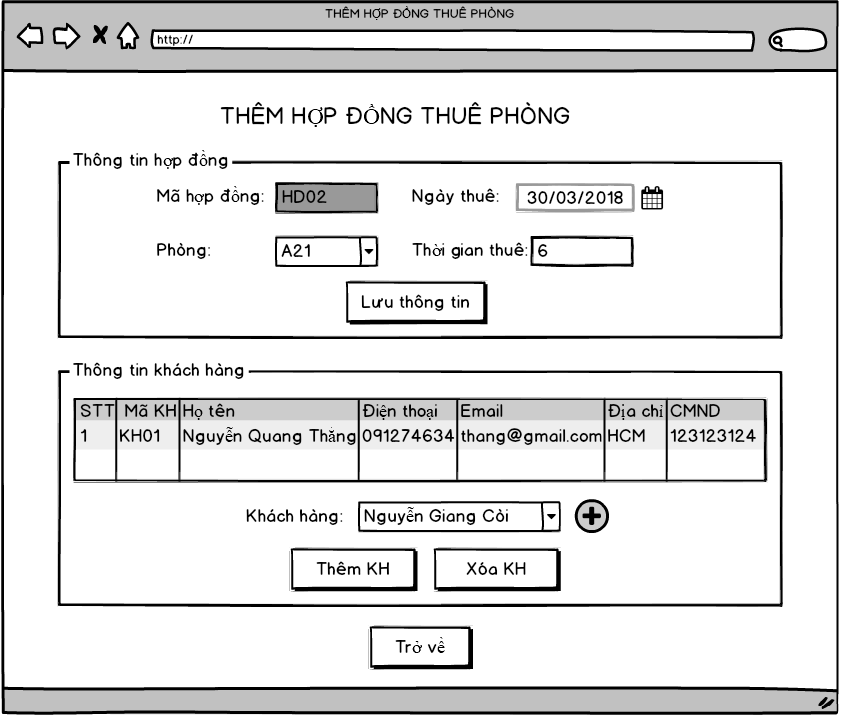 THÊM HỢP ĐỒNG THUÊ PHÒNG
http://
THÊM HỢP ĐỒNG THUÊ PHÒNG
Thông tin hợp đồng
Mã hợp đồng: HD02 Ngày thuê: 30/03/2018
Phòng: A21 Thời gian thuê: 6
Lưu thông tin
Thông tin khách hàng
STT Mã KH Họ tên Điện thoại Email Địa chỉ CMND
1 KH01 Nguyễn Quang Thắng 091274634 thang@gmail.com HCM 123123124
Khách hàng: Nguyễn Giang Còi
Thêm KH Xóa KH
Trở về